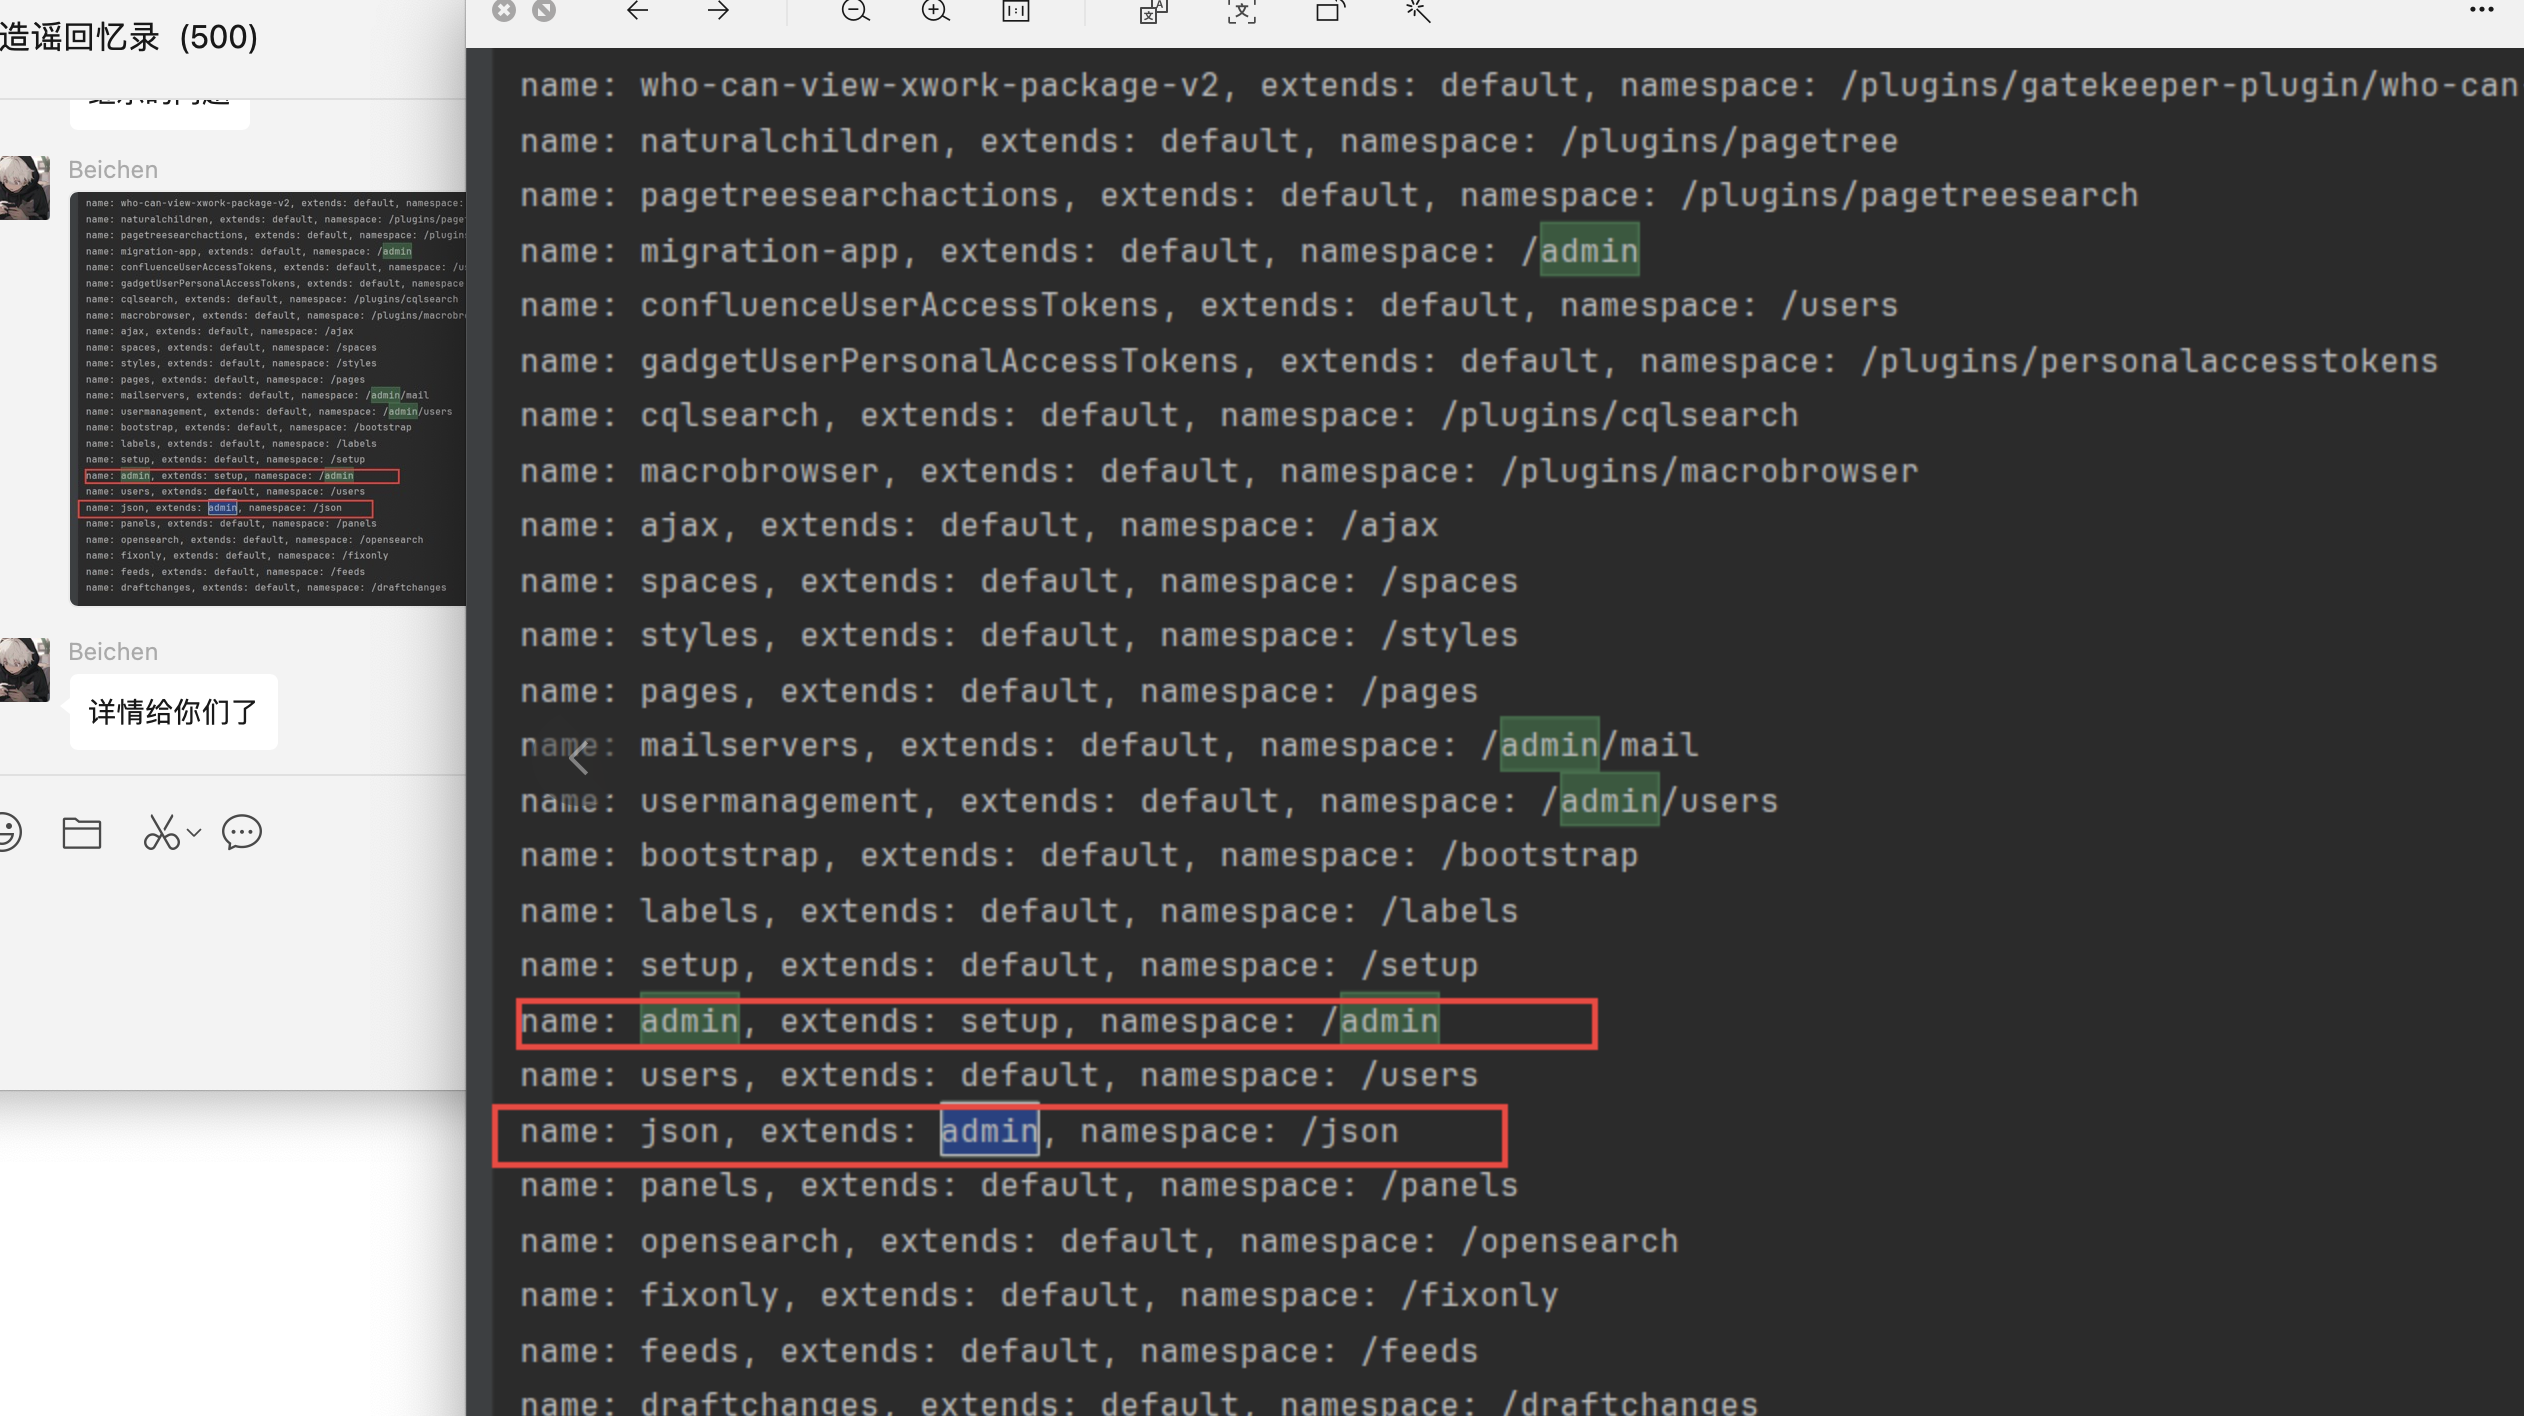 造谣回忆录 (500)
Beichen
name: who-can-view-xwork-package-v2, extends: default, namespace:
name: naturalchildren, extends: default, namespace: /plugins/paget
name: pagetreesearchactions, extends: default, namespace: /plugins
name: migration-app, extends: default, namespace: /admin
name: confluenceUserAccessTokens, extends: default, namespace: /us
name: gadgetUserPersonalAccessTokens, extends: default, namespace
name: cqlsearch, extends: default, namespace: /plugins/cqlsearch
name: macrobrowser, extends: default, namespace: /plugins/macrobr
name: ajax, extends: default, namespace: /ajax
name: spaces, extends: default, namespace: /spaces
name: styles, extends: default, namespace: /styles
name: pages, extends: default, namespace: /pages
name: mailservers, extends: default, namespace: /admin/mail
name: usermanagement, extends: default, namespace: /admin/users
name: bootstrap, extends: default, namespace: /bootstrap
name: labels, extends: default, namespace: /labels
name: setup, extends: default, namespace: /setup
name: admin, extends: setup, namespace: /admin
name: users, extends: default, namespace: /users
name: json, extends: admin, namespace: /json
name: panels, extends: default, namespace: /panels
name: opensearch, extends: default, namespace: /opensearch
name: fixonly, extends: default, namespace: /fixonly
name: feeds, extends: default, namespace: /feeds
name: draftchanges, extends: default, namespace: /draftchanges
Beichen
详情给你们了
name: who-can-view-xwork-package-v2, extends: default, namespace: /plugins/gatekeeper-plugin/who-can
name: naturalchildren, extends: default, namespace: /plugins/pagetree
name: pagetreesearchactions, extends: default, namespace: /plugins/pagetreesearch
name: migration-app, extends: default, namespace: /admin
name: confluenceUserAccessTokens, extends: default, namespace: /users
name: gadgetUserPersonalAccessTokens, extends: default, namespace: /plugins/personalaccesstokens
name: cqlsearch, extends: default, namespace: /plugins/cqlsearch
name: macrobrowser, extends: default, namespace: /plugins/macrobrowser
name: ajax, extends: default, namespace: /ajax
name: spaces, extends: default, namespace: /spaces
name: styles, extends: default, namespace: /styles
name: pages, extends: default, namespace: /pages
name: mailservers, extends: default, namespace: /admin/mail
name: usermanagement, extends: default, namespace: /admin/users
name: bootstrap, extends: default, namespace: /bootstrap
name: labels, extends: default, namespace: /labels
name: setup, extends: default, namespace: /setup
name: admin, extends: setup, namespace: /admin
name: users, extends: default, namespace: /users
name: json, extends: admin, namespace: /json
name: panels, extends: default, namespace: /panels
name: opensearch, extends: default, namespace: /opensearch
name: fixonly, extends: default, namespace: /fixonly
name: feeds, extends: default, namespace: /feeds
name: draftchanges, extends: default, namespace: /draftchanges